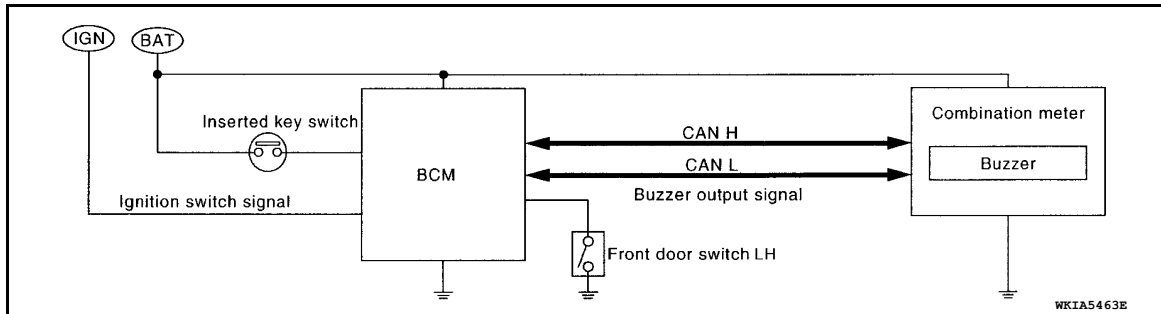 IGN
BAT
Inserted key switch
Ignition switch signal
BCM
CAN H
CAN L
Buzzer output signal
Front door switch LH
Combination meter
Buzzer
WKIA5463E